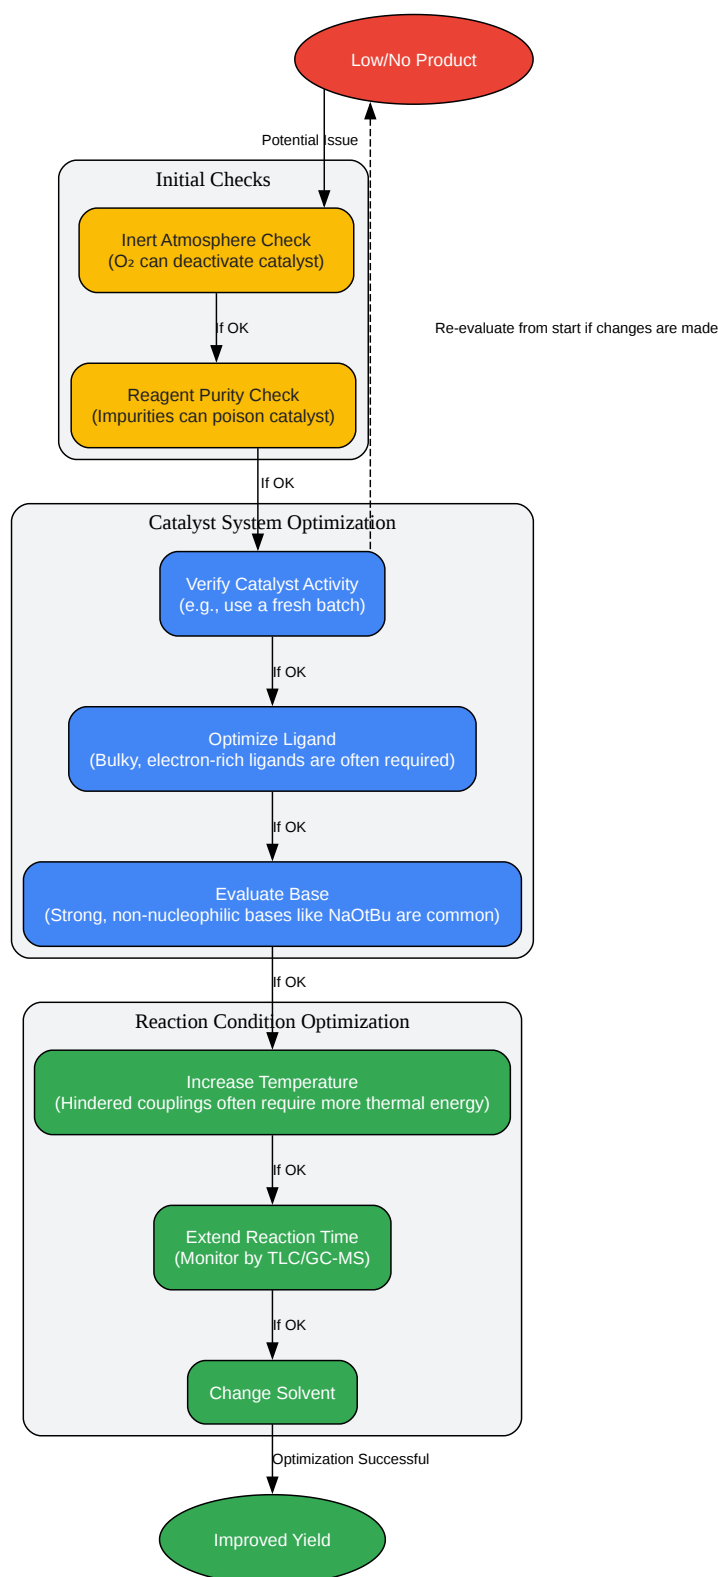 Low/No Product
Potential Issue
Initial Checks
Inert Atmosphere Check
(O₂ can deactivate catalyst)
If OK
Re-evaluate from start if changes are made
Reagent Purity Check
(Impurities can poison catalyst)
If OK
Catalyst System Optimization
Verify Catalyst Activity
(e.g., use a fresh batch)
If OK
Optimize Ligand
(Bulky, electron-rich ligands are often required)
If OK
Evaluate Base
(Strong, non-nucleophilic bases like NaOtBu are common)
If OK
Reaction Condition Optimization
Increase Temperature
(Hindered couplings often require more thermal energy)
If OK
Extend Reaction Time
(Monitor by TLC/GC-MS)
If OK
Change Solvent
Optimization Successful
Improved Yield